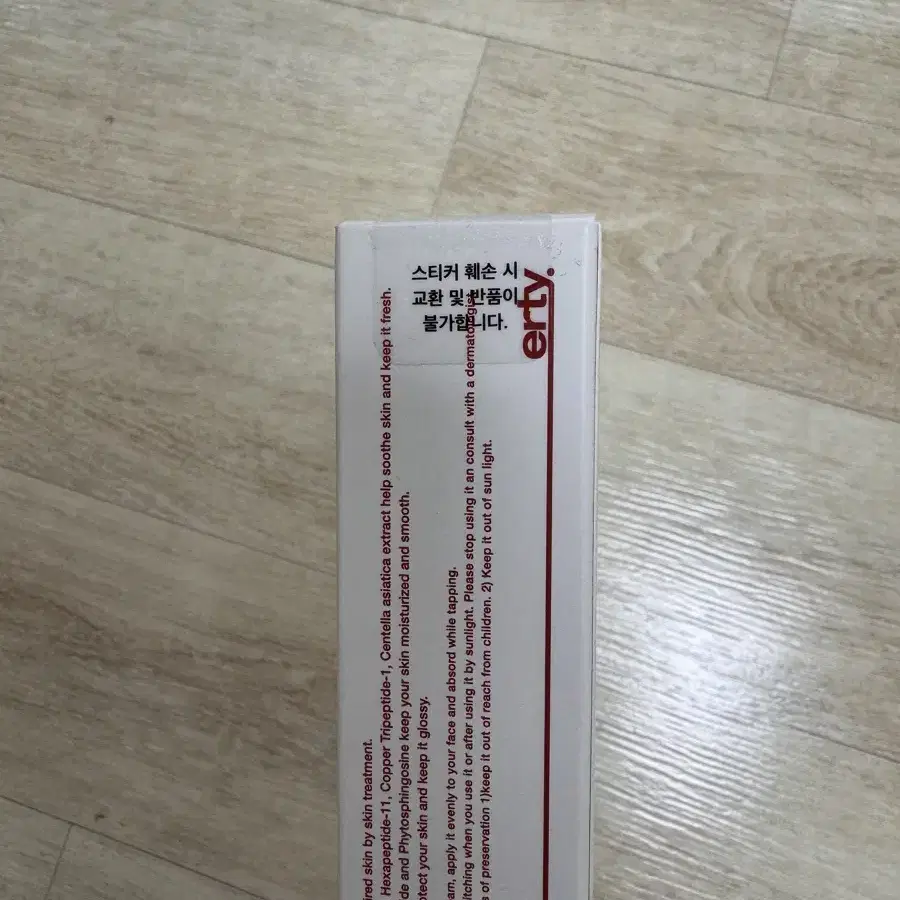 스티커 훼손 시
교환 및 반품이
불가합니다.
erty.
ired skin by skin treatment.
Hexapeptide-11, Copper Tripeptide-1, Centella asiatica extract help soothe skin and keep it fresh.
de and Phytosphingosine keep your skin moisturized and smooth.
otect your skin and keep it glossy.
am, apply it evenly to your face and absord while tapping.
itching when you use it or after using it by sunlight. Please stop using it an consult with a dermatologist
s of preservation 1)keep it out of reach from children. 2) Keep it out of sun light.